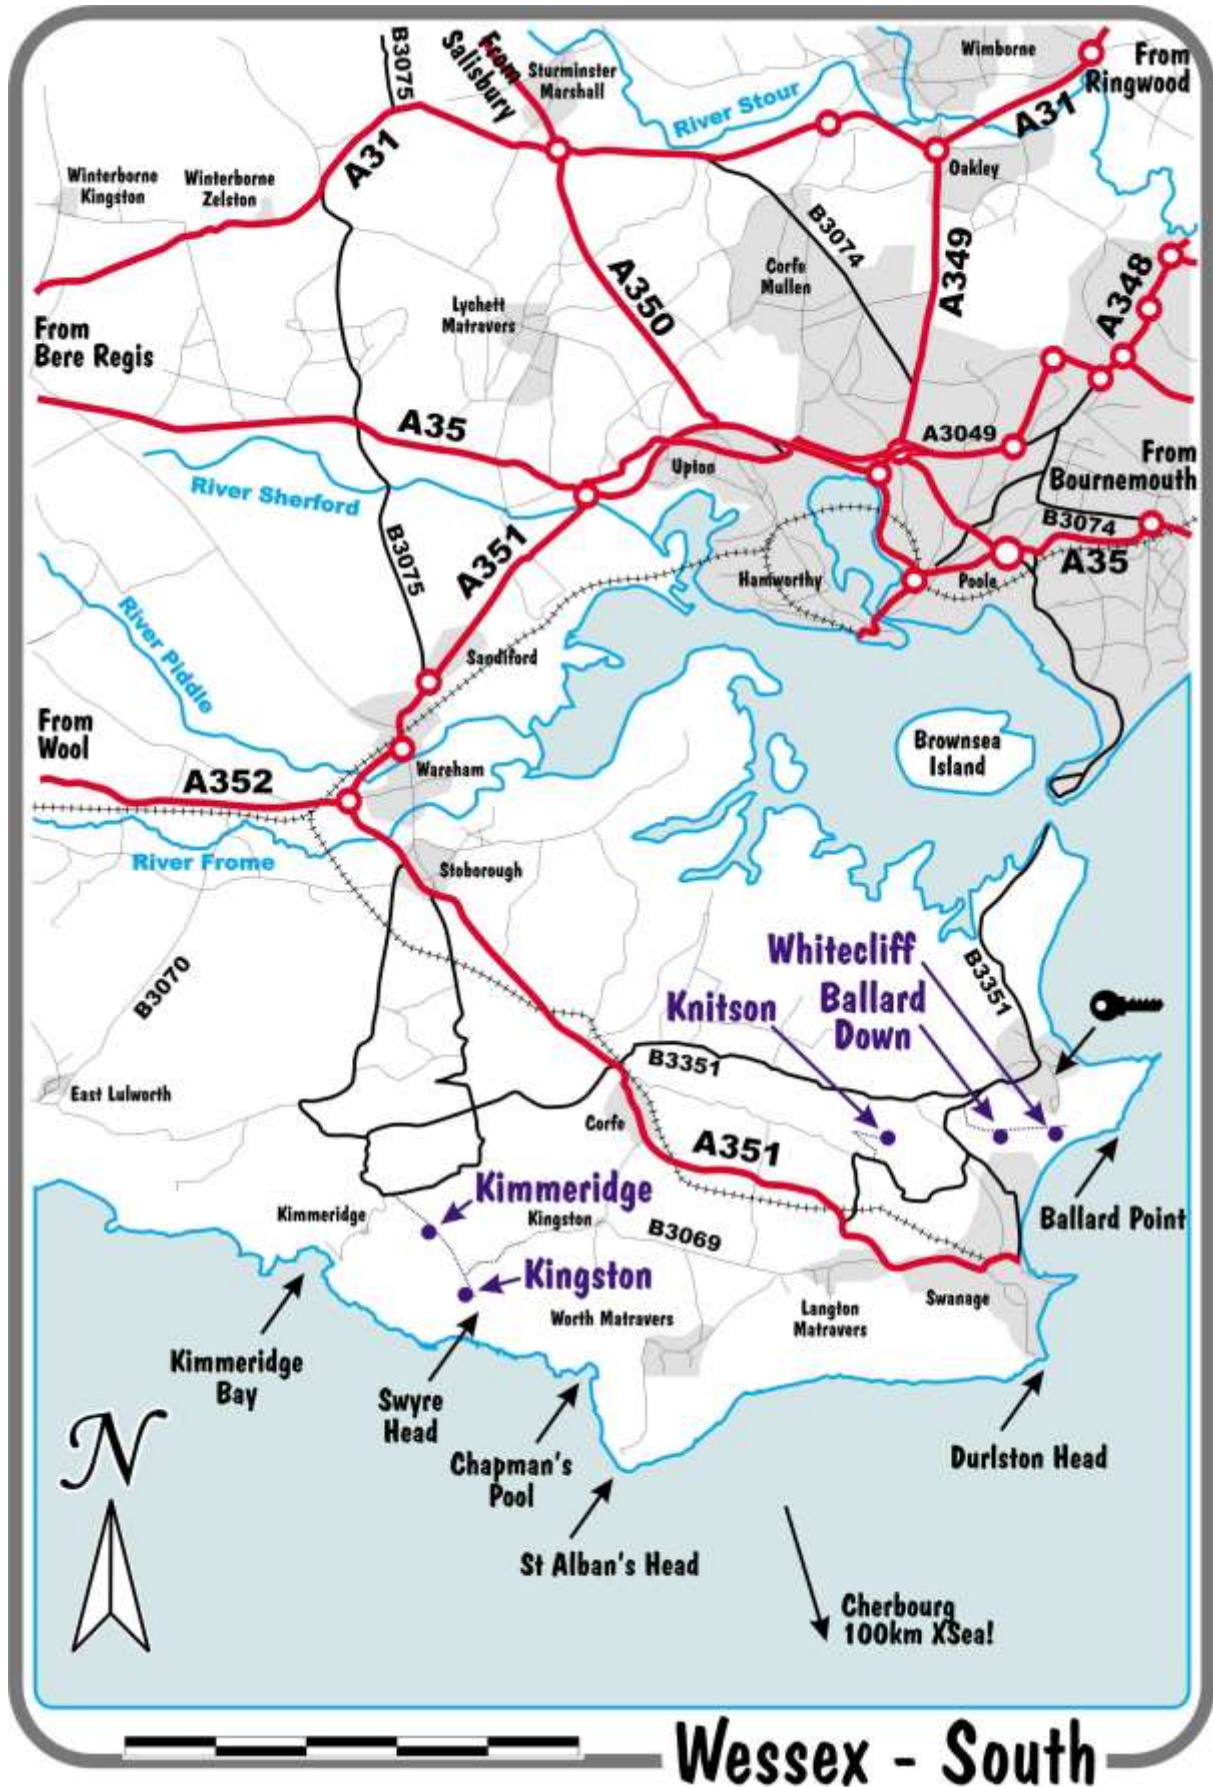 B3075
From
Salisbury
Sturminster
Marshall
Wimborne
From
Ringwood
River Stour
A31
A31
Winterborne
Kingston
Winterborne
Zelston
Oakley
B3074
A349
Corfe
Mullen
A348
A350
Lychett
Matravers
From
Bere Regis
A35
A3049
From
Bournemouth
Upton
River Sherford
B3074
A35
B3075
A351
Hamworthy
Poole
River Piddle
Sandiford
From
Wool
Brownsea
Island
A352
Wareham
River Frome
Stoborough
Whitecliff
B3351
B3070
Knitson
Ballard
Down
B3351
East Lulworth
Corfe
A351
Kimmeridge
Kimmeridge
Kingston
B3069
Ballard Point
Kingston
Worth Matravers
Langton
Matravers
Swanage
Kimmeridge
Bay
Swyre
Head
N
Chapman's
Pool
Durlston Head
St Alban's Head
Cherbourg
100km XSea!
Wessex - South